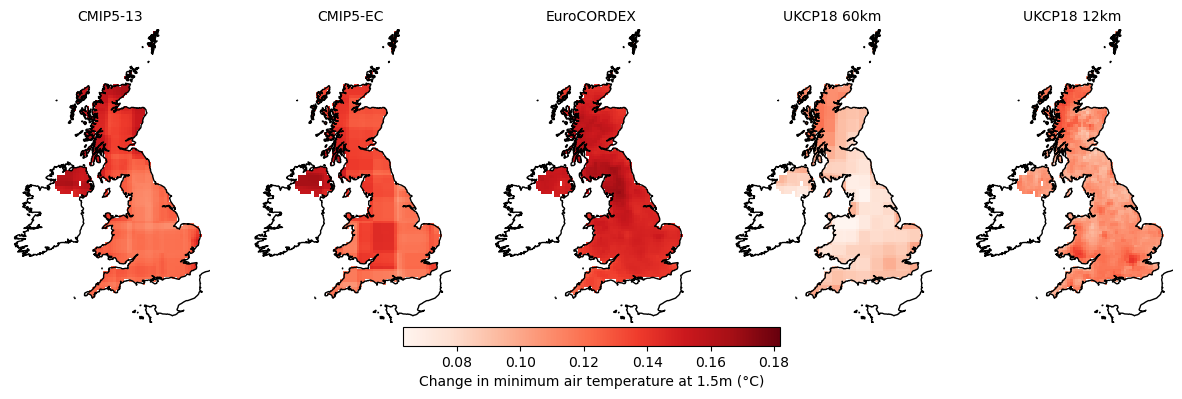 CMIP5-13 CMIP5-EC EuroCORDEX UKCP18 60km UKCP18 12km
0.08 0.10 0.12 0.14 0.16 0.18
Change in minimum air temperature at 1.5m (°C)